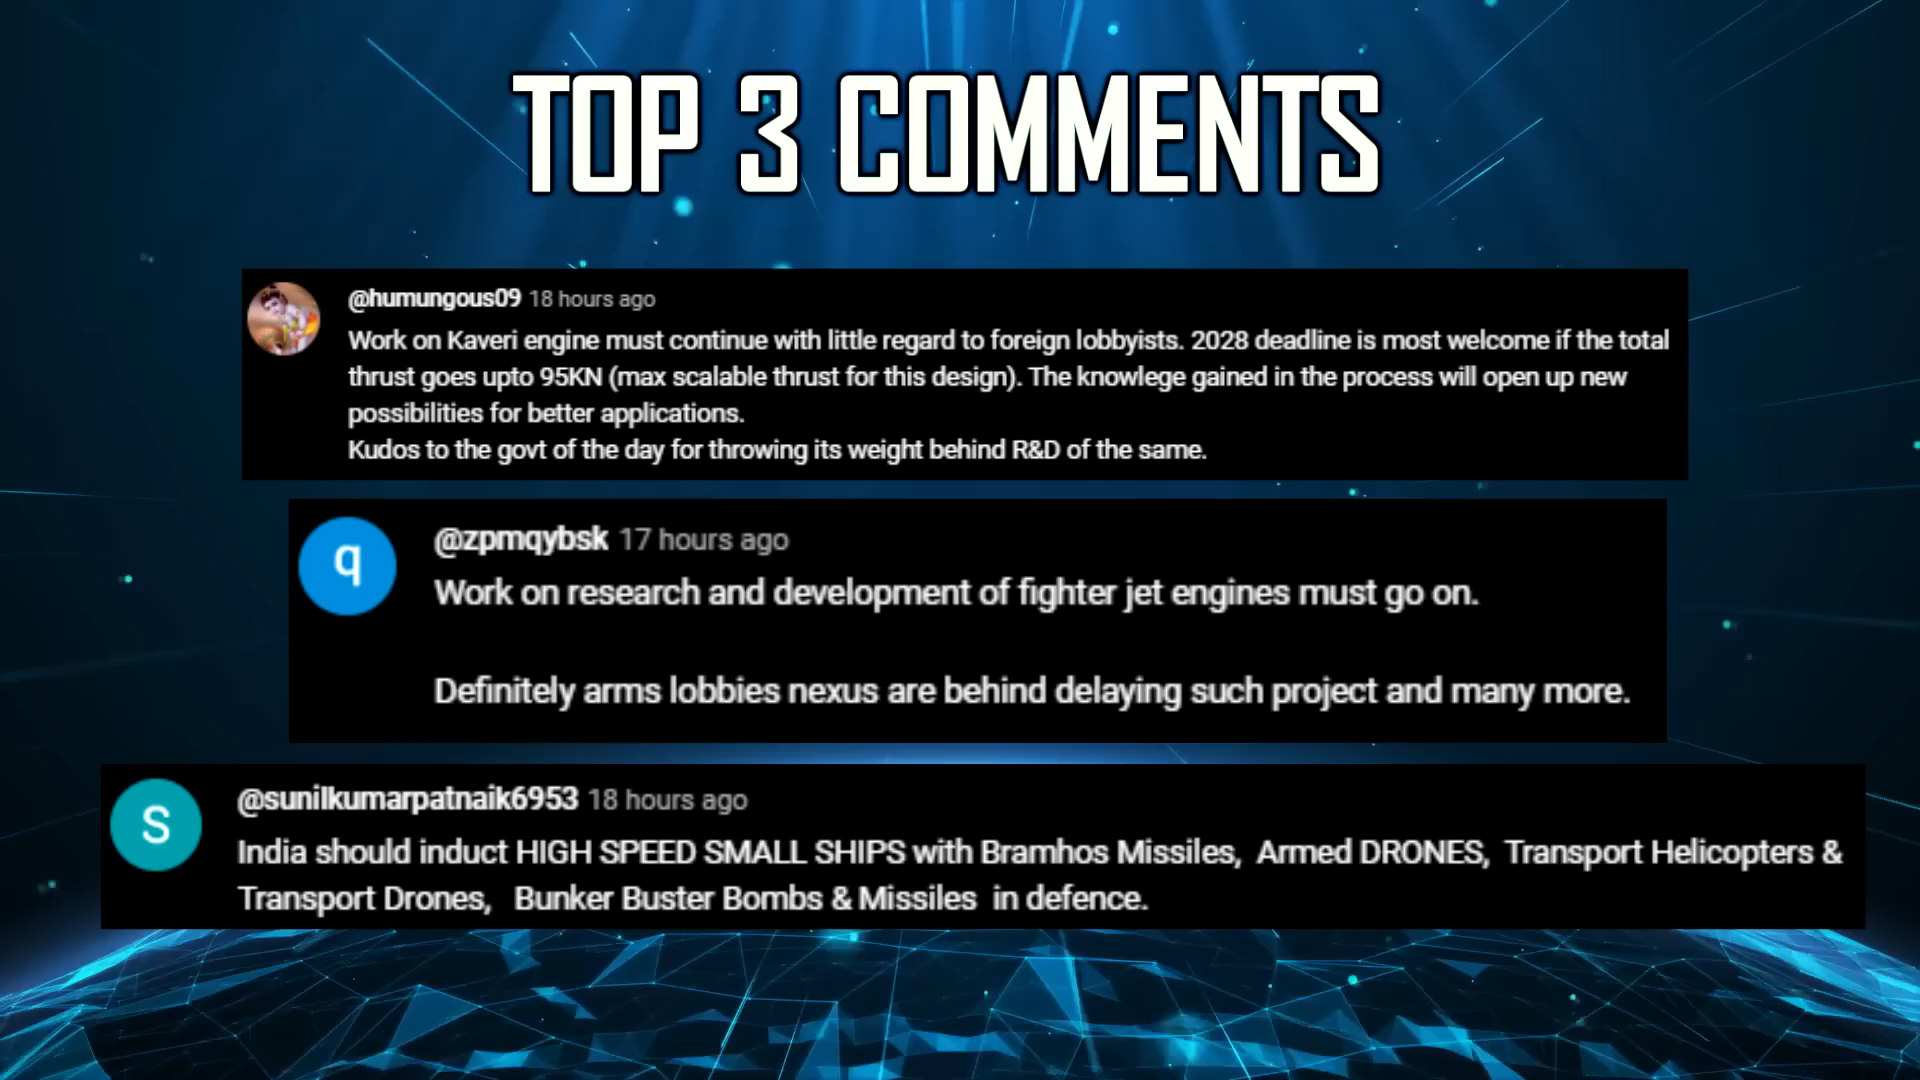 TOP 3 COMMENTS
@humungous09 18 hours ago
Work on Kaveri engine must continue with little regard to foreign lobbyists. 2028 deadline is most welcome if the total
thrust goes upto 95KN (max scalable thrust for this design). The knowlege gained in the process will open up new
possibilities for better applications.
Kudos to the govt of the day for throwing its weight behind R&D of the same.
q
@zpmqybsk 17 hours ago
Work on research and development of fighter jet engines must go on.
Definitely arms lobbies nexus are behind delaying such project and many more.
S
@sunilkumarpatnaik6953 18 hours ago
India should induct HIGH SPEED SMALL SHIPS with Bramhos Missiles, Armed DRONES, Transport Helicopters &
Transport Drones, Bunker Buster Bombs & Missiles in defence.